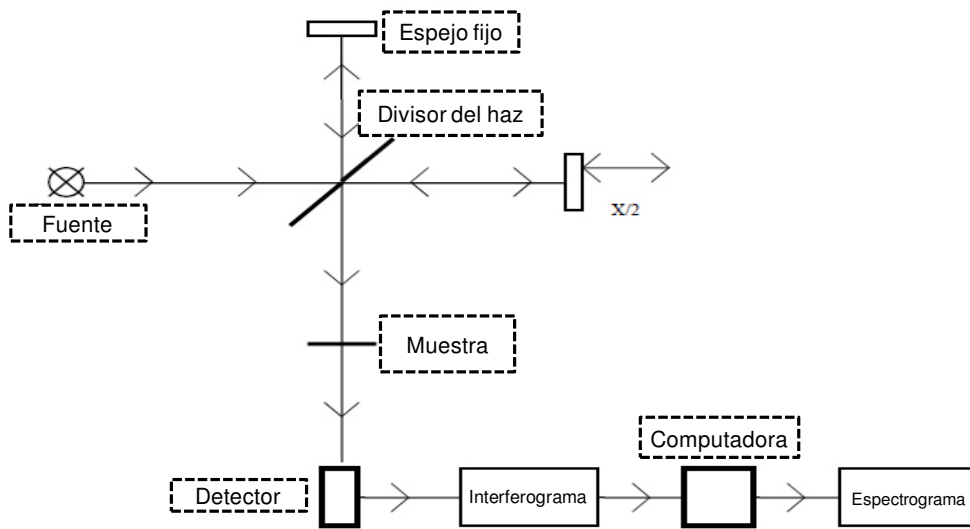 Espejo fijo
Divisor del haz
Fuente
X/2
Muestra
Computadora
Detector
Interferograma
Espectrograma